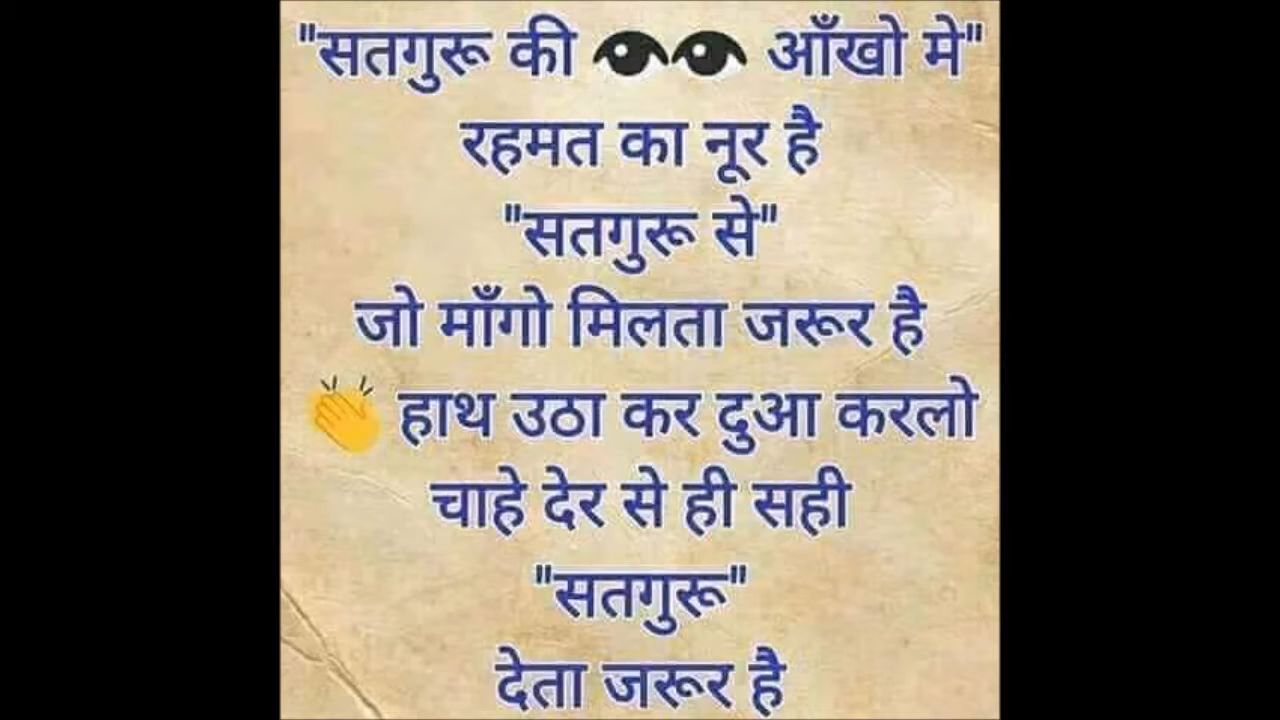 "सतगुरू की 👁👁 आँखो मे"
रहमत का नूर है
"सतगुरू से"
जो माँगो मिलता जरूर है
👏 हाथ उठा कर दुआ करलो
चाहे देर से ही सही
"सतगुरू"
देता जरूर है